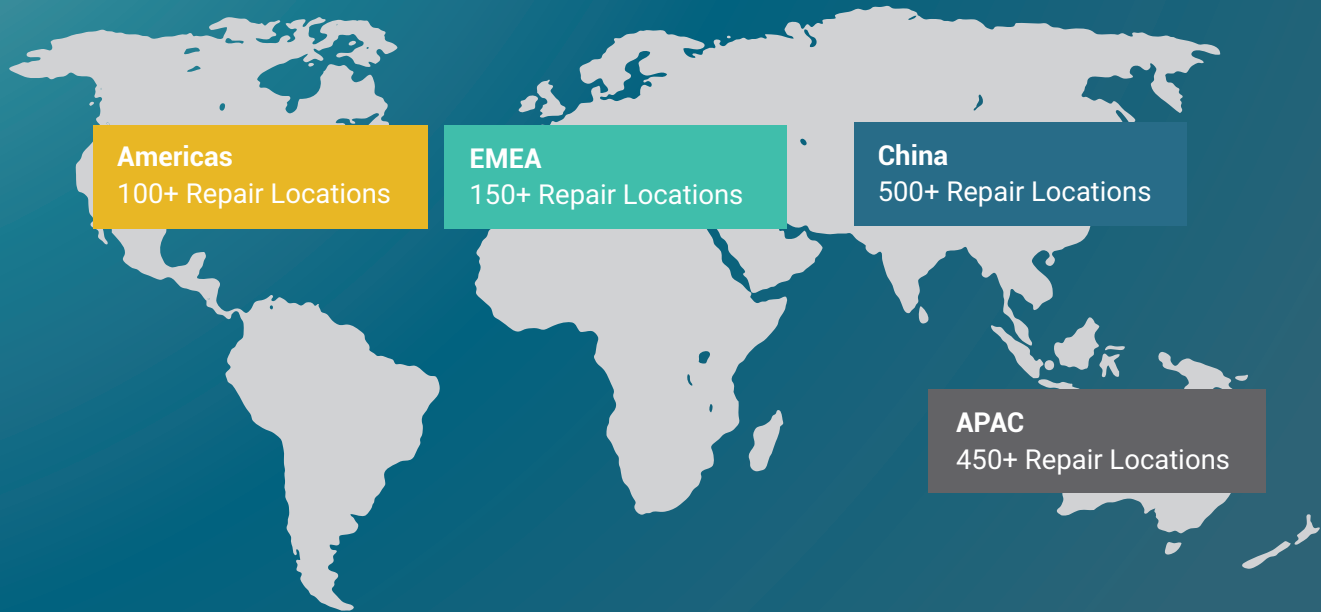 Americas
100+ Repair Locations
EMEA
150+ Repair Locations
China
500+ Repair Locations
APAC
450+ Repair Locations